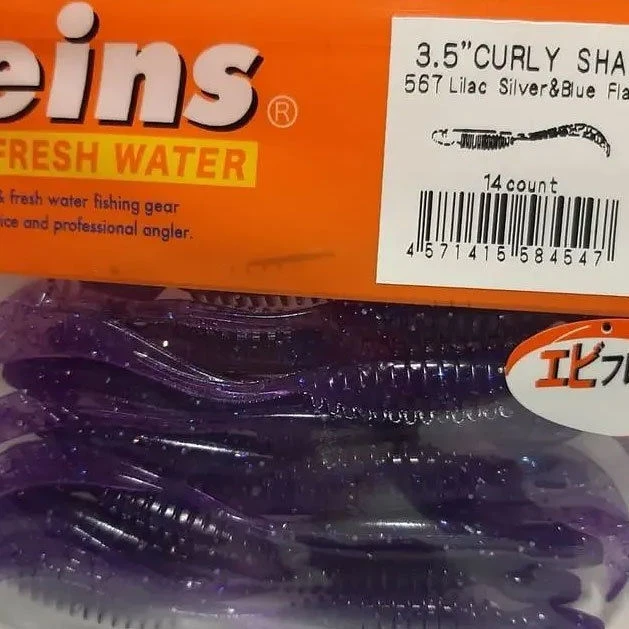 eins®
FRESH WATER
& fresh water fishing gear
ice and professional angler.
3.5"CURLY SHA
567 Lilac Silver&Blue Fla
14 count
4 571415 584547
エビフ